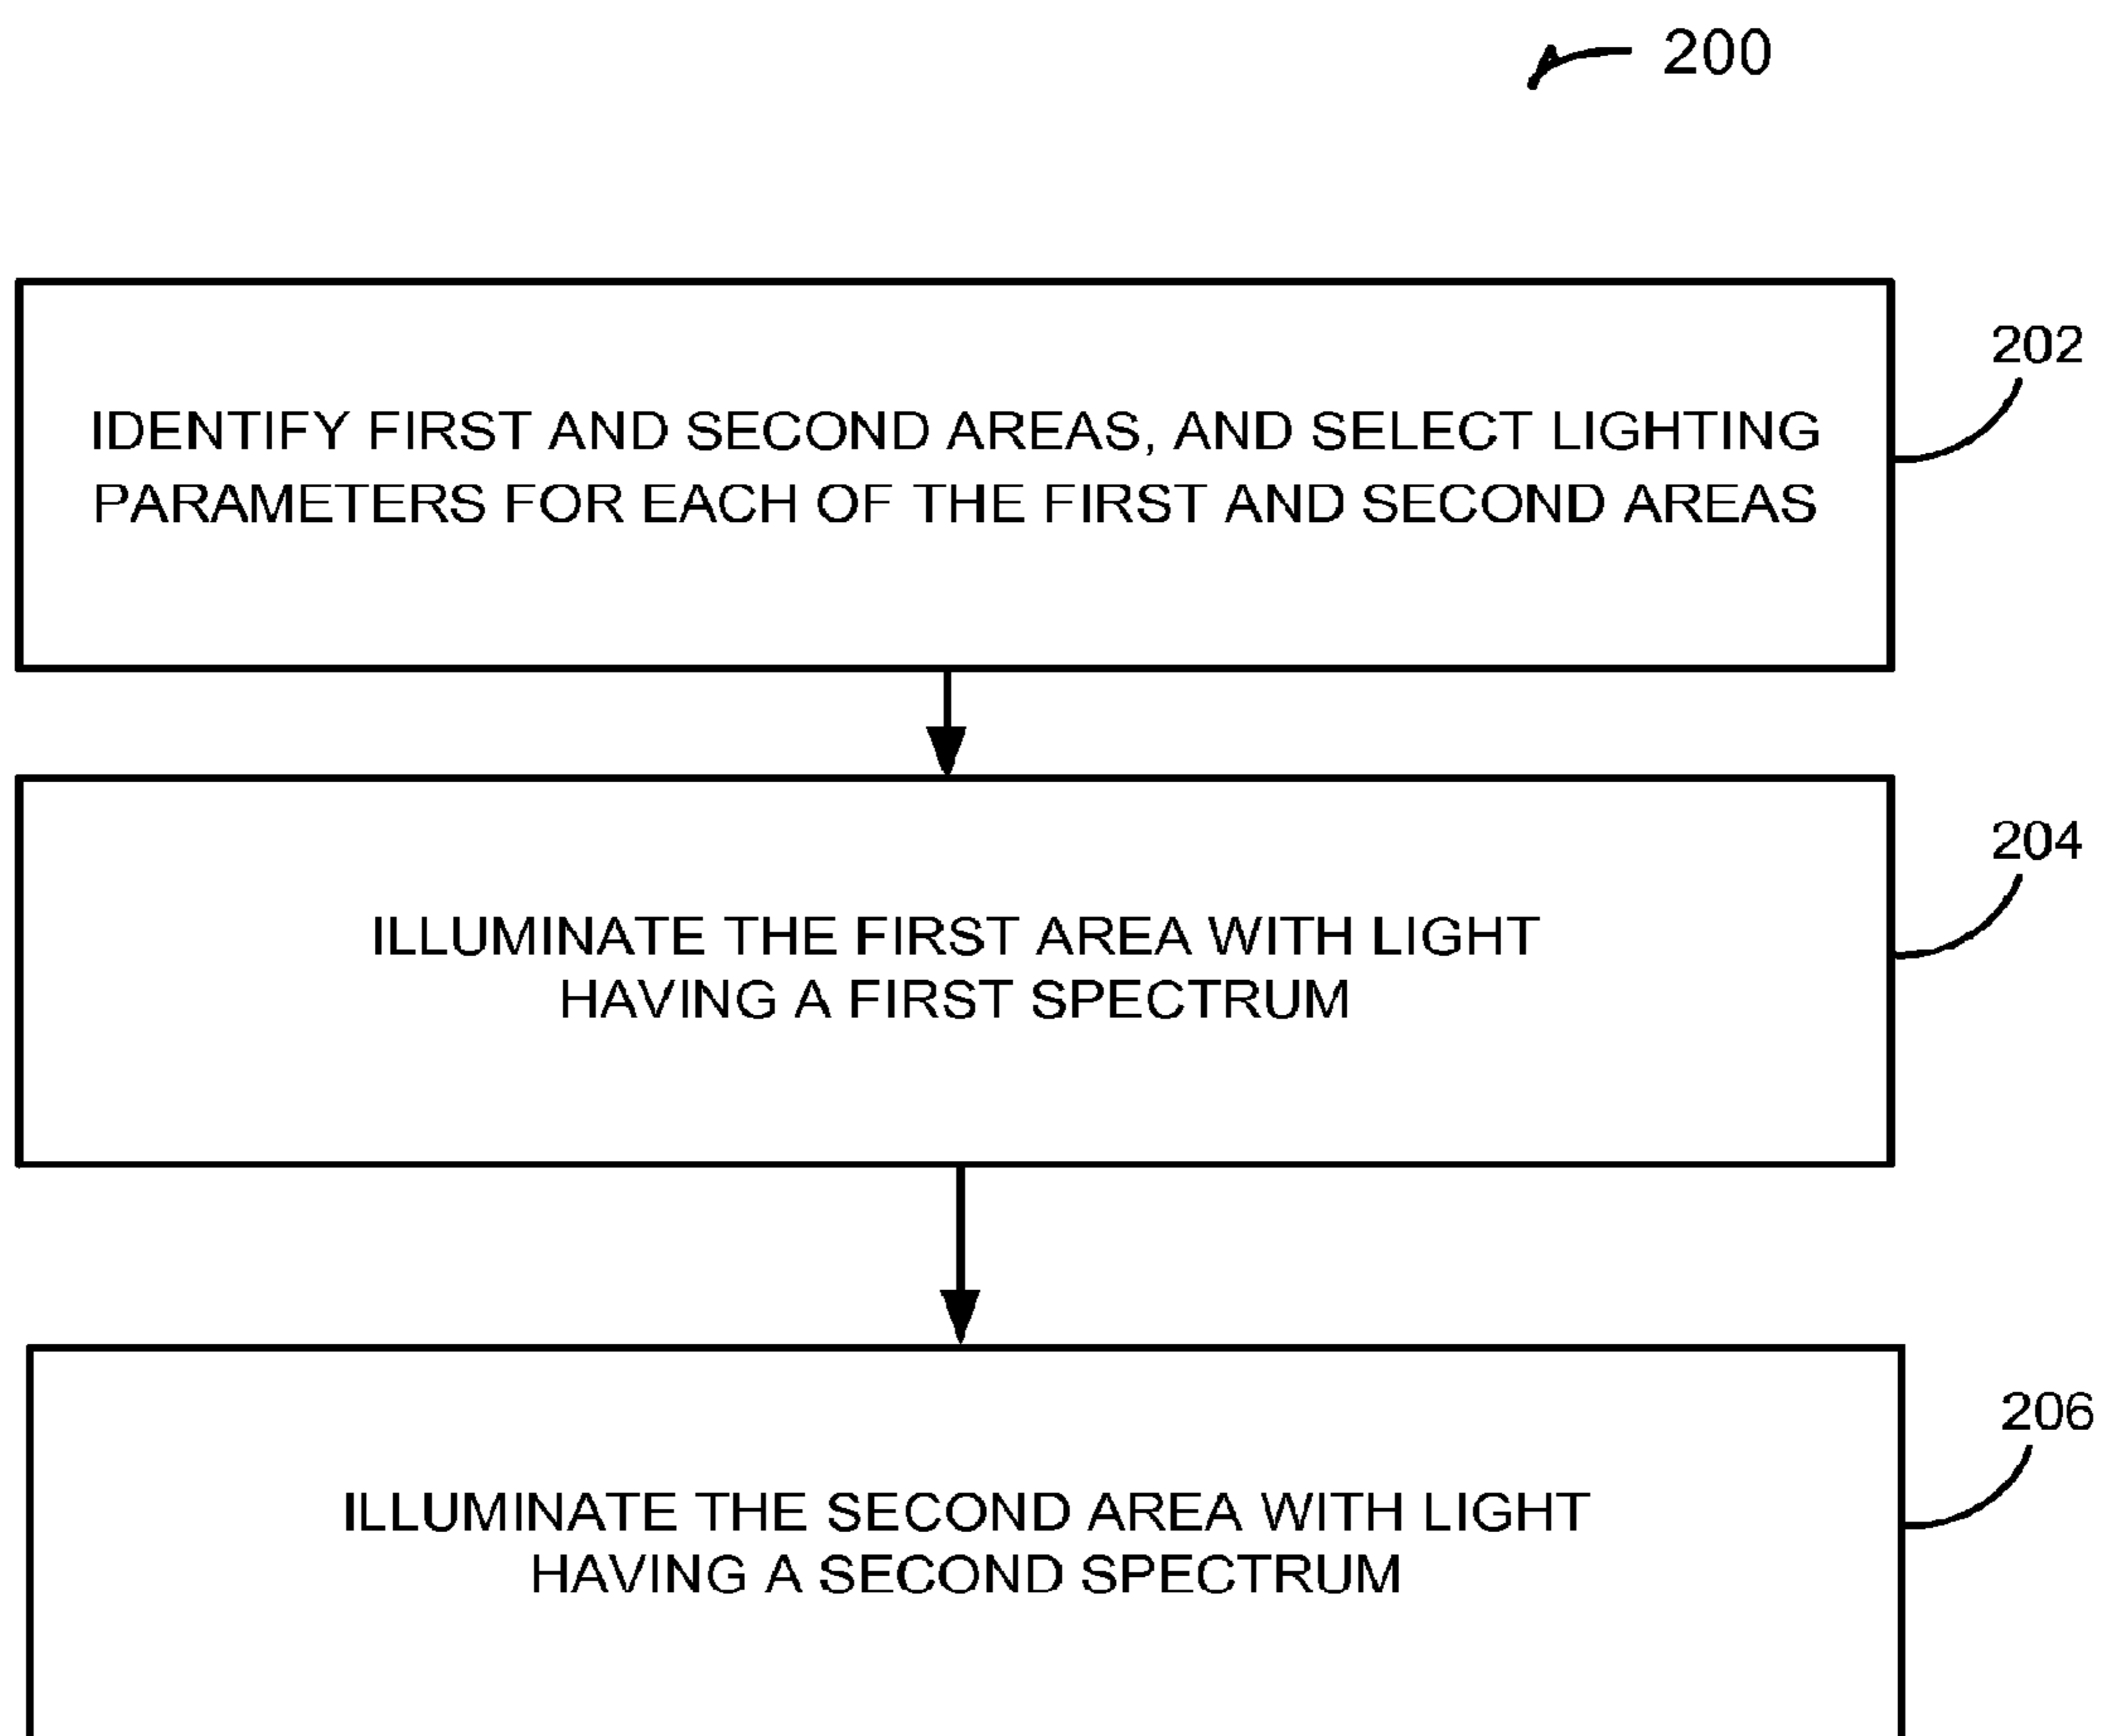 200
202
IDENTIFY FIRST AND SECOND AREAS, AND SELECT LIGHTING
PARAMETERS FOR EACH OF THE FIRST AND SECOND AREAS
204
ILLUMINATE THE FIRST AREA WITH LIGHT
HAVING A FIRST SPECTRUM
206
ILLUMINATE THE SECOND AREA WITH LIGHT
HAVING A SECOND SPECTRUM